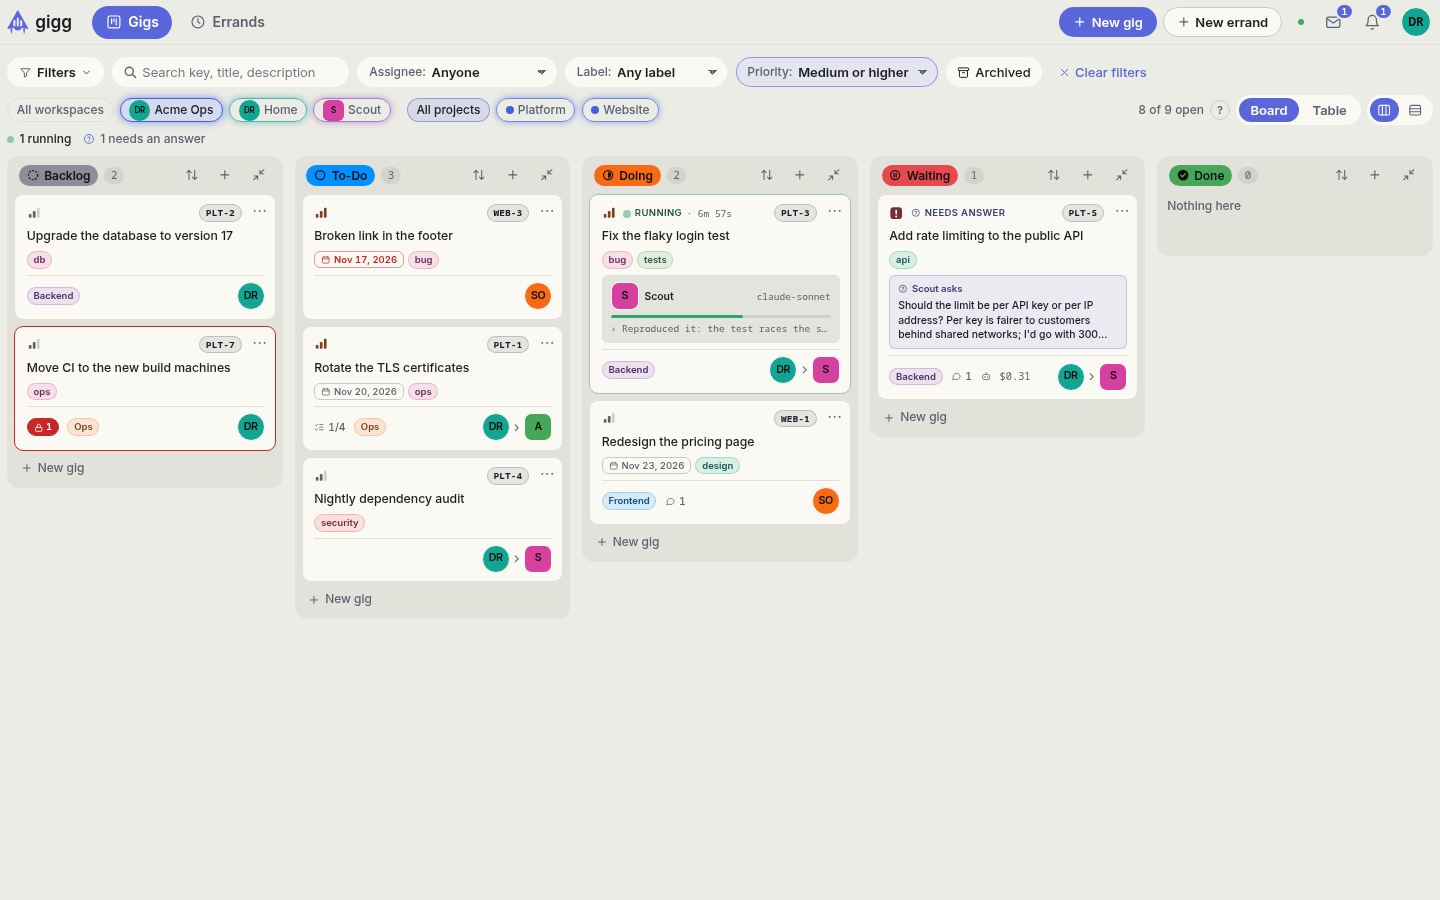 gigg
Gigs
Errands
New gig
New errand
1
1
DR
Filters
Search key, title, description
Assignee: Anyone
Label: Any label
Priority: Medium or higher
Archived
Clear filters
All workspaces
DR Acme Ops
DR Home
S Scout
All projects
Platform
Website
8 of 9 open
?
Board
Table
1 running
1 needs an answer
Backlog 2
PLT-2
Upgrade the database to version 17
db
Backend
DR
PLT-7
Move CI to the new build machines
ops
1
Ops
DR
New gig
To-Do 3
WEB-3
Broken link in the footer
Nov 17, 2026
bug
SO
PLT-1
Rotate the TLS certificates
Nov 20, 2026
ops
1/4
Ops
DR
A
PLT-4
Nightly dependency audit
security
DR
S
New gig
Doing 2
RUNNING · 6m 57s
PLT-3
Fix the flaky login test
bug
tests
S
Scout
claude-sonnet
› Reproduced it: the test races the s…
Backend
DR
S
WEB-1
Redesign the pricing page
Nov 23, 2026
design
Frontend
1
SO
New gig
Waiting 1
NEEDS ANSWER
PLT-5
Add rate limiting to the public API
api
Scout asks
Should the limit be per API key or per IP
address? Per key is fairer to customers
behind shared networks; I'd go with 300…
Backend
1
$0.31
DR
S
New gig
Done 0
Nothing here